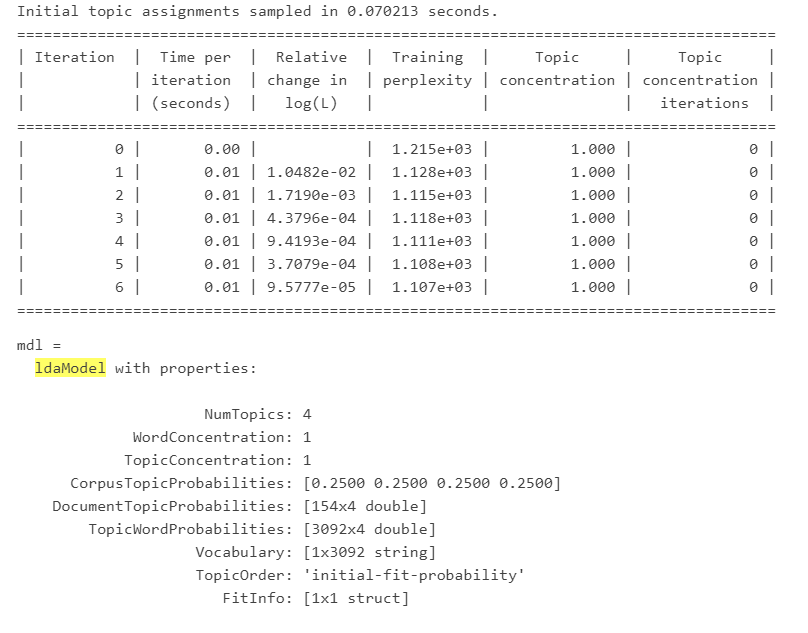 Initial topic assignments sampled in 0.070213 seconds.
=====================================================================================
| Iteration  |  Time per  |  Relative  |  Training  |     Topic     |     Topic     |
|            | iteration  | change in  | perplexity | concentration | concentration |
|            | (seconds)  |   log(L)   |            |               |   iterations  |
=====================================================================================
|          0 |       0.00 |            |  1.215e+03 |         1.000 |             0 |
|          1 |       0.01 | 1.0482e-02 |  1.128e+03 |         1.000 |             0 |
|          2 |       0.01 | 1.7190e-03 |  1.115e+03 |         1.000 |             0 |
|          3 |       0.01 | 4.3796e-04 |  1.118e+03 |         1.000 |             0 |
|          4 |       0.01 | 9.4193e-04 |  1.111e+03 |         1.000 |             0 |
|          5 |       0.01 | 3.7079e-04 |  1.108e+03 |         1.000 |             0 |
|          6 |       0.01 | 9.5777e-05 |  1.107e+03 |         1.000 |             0 |
=====================================================================================
mdl =
  ldaModel with properties:
                     NumTopics: 4
             WordConcentration: 1
            TopicConcentration: 1
      CorpusTopicProbabilities: [0.2500 0.2500 0.2500 0.2500]
    DocumentTopicProbabilities: [154x4 double]
        TopicWordProbabilities: [3092x4 double]
                    Vocabulary: [1x3092 string]
                    TopicOrder: 'initial-fit-probability'
                       FitInfo: [1x1 struct]